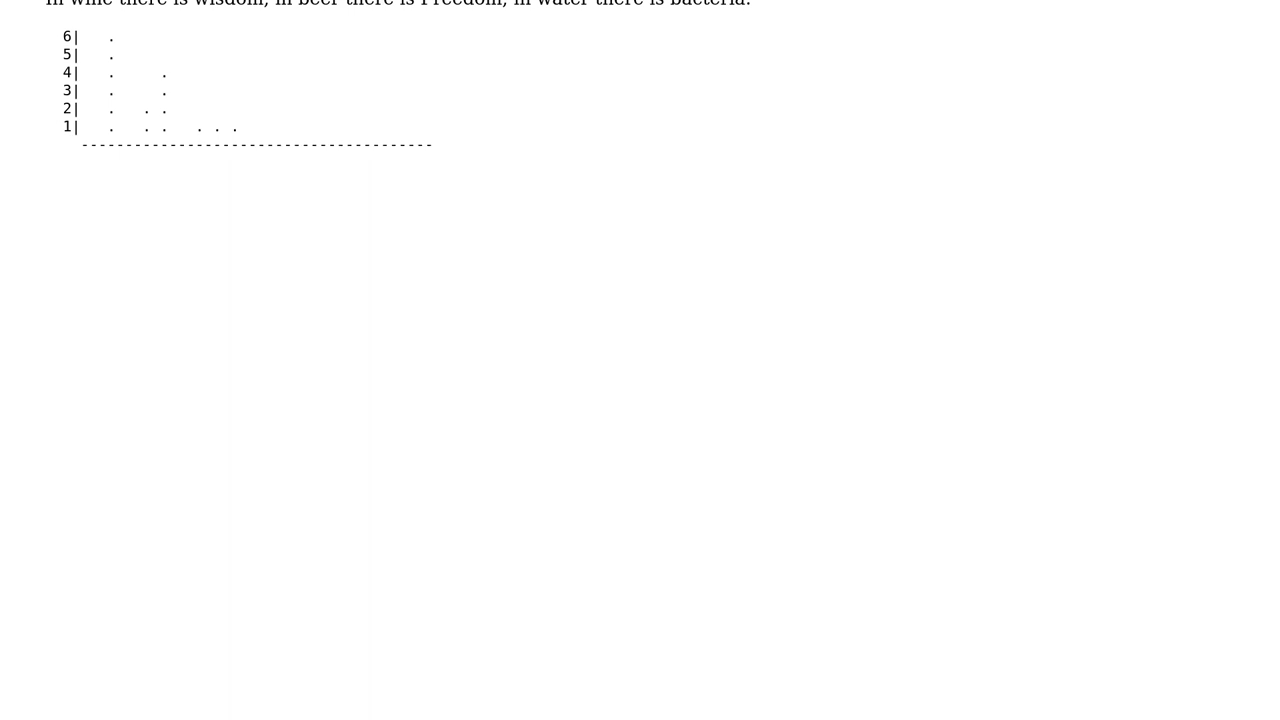 In wine there is wisdom, in beer there is Freedom, in water there is bacteria.
6|   .
5|   .
4|   .     .
3|   .     .
2|   .   . .
1|   .   . .   . . .
  ----------------------------------------